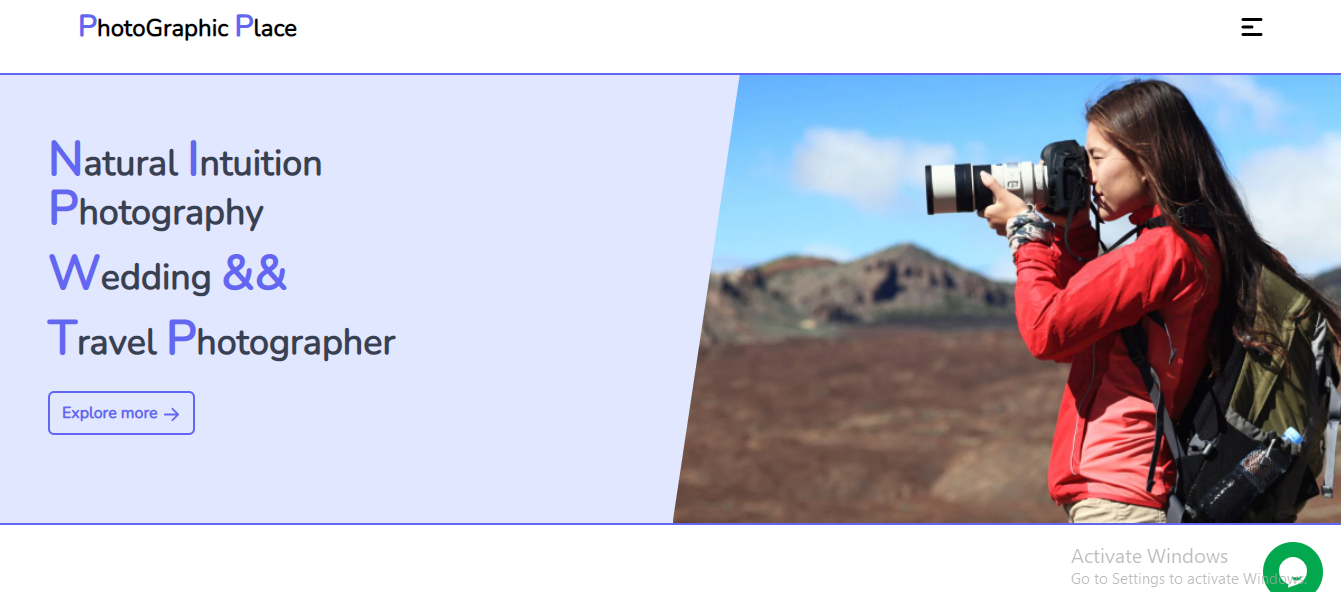 PhotoGraphic Place
Natural Intuition
Photography
Wedding &&
Travel Photographer
Explore more →
Activate Windows
Go to Settings to activate Windows.